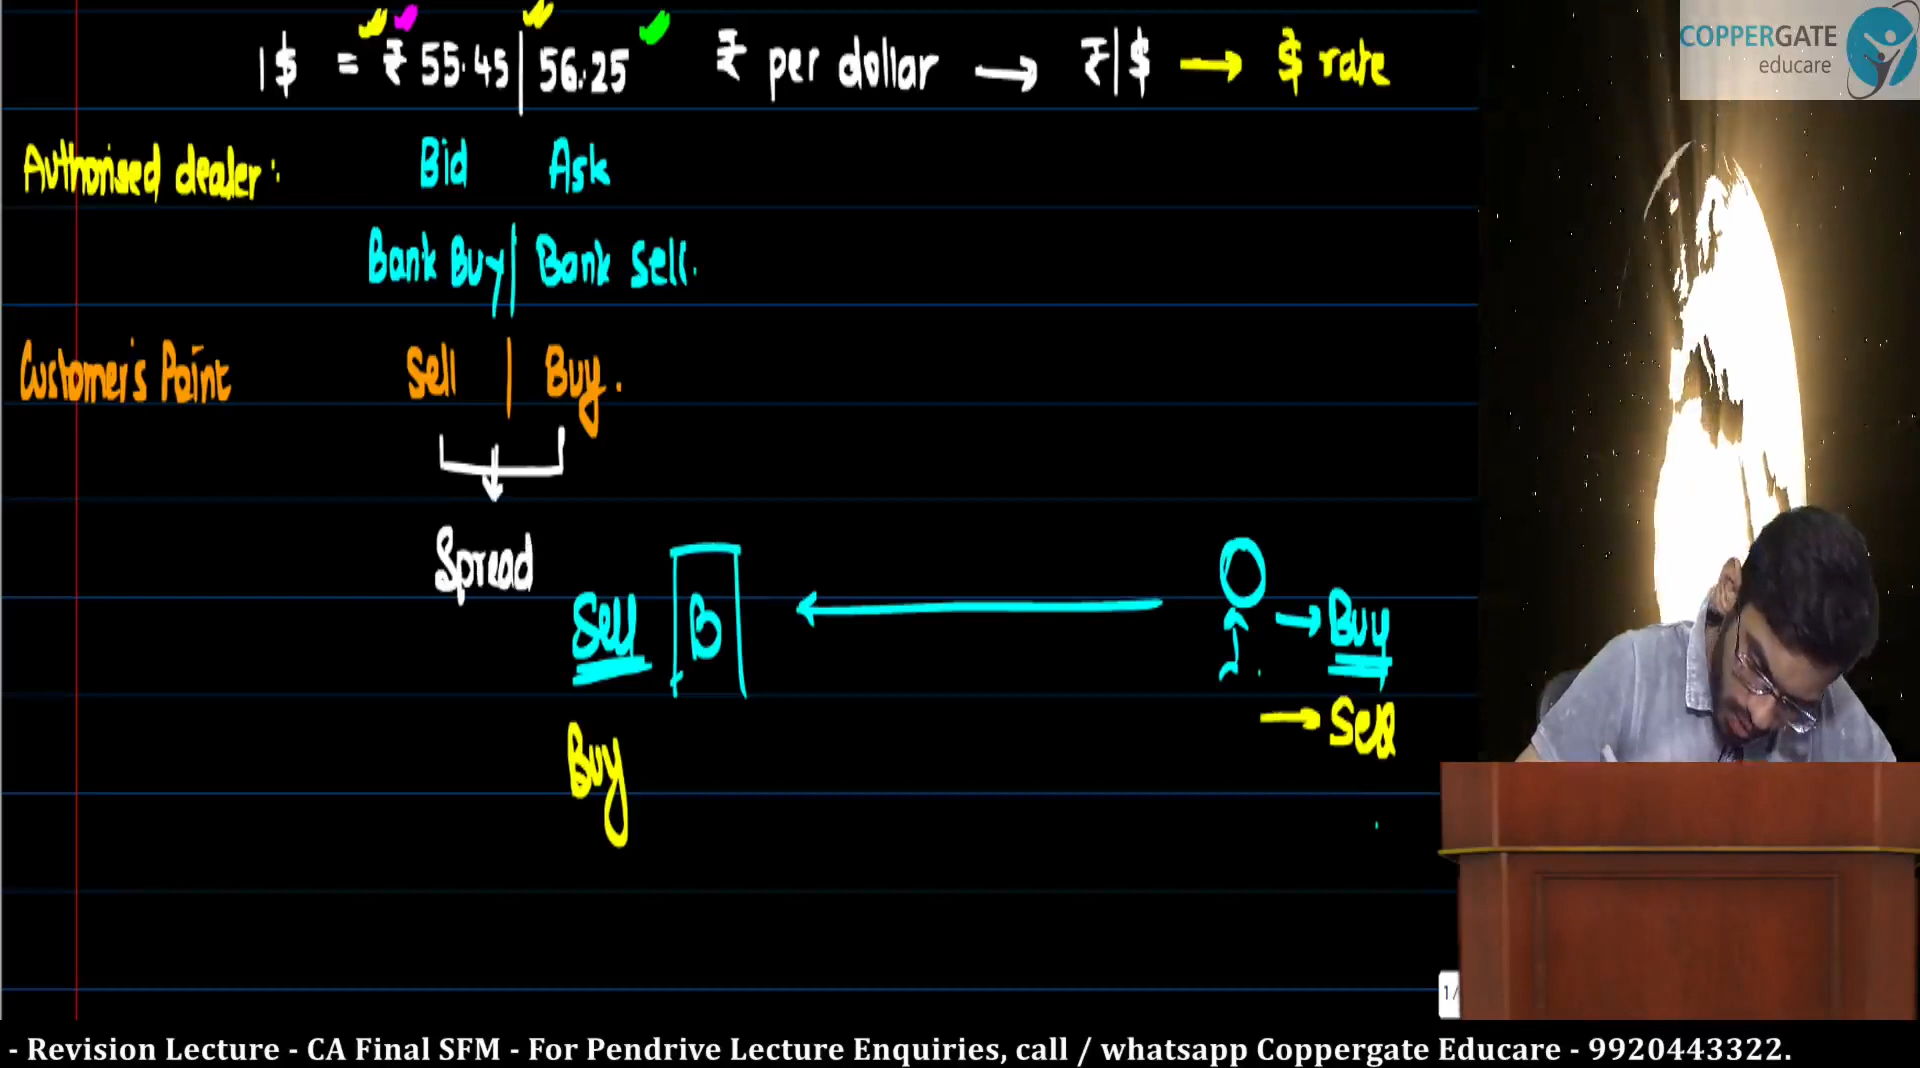 1$ = ₹ 55.45 | 56.25 ₹ per dollar → ₹|$ → $ rate
COPPERGATE
educare
Authorised dealer: Bid Ask
Bank Buy | Bank Sell.
Customer's Point Sell | Buy.
Spread
Sell B → Buy
Buy → Sell
1/
- Revision Lecture - CA Final SFM - For Pendrive Lecture Enquiries, call / whatsapp Coppergate Educare - 9920443322.